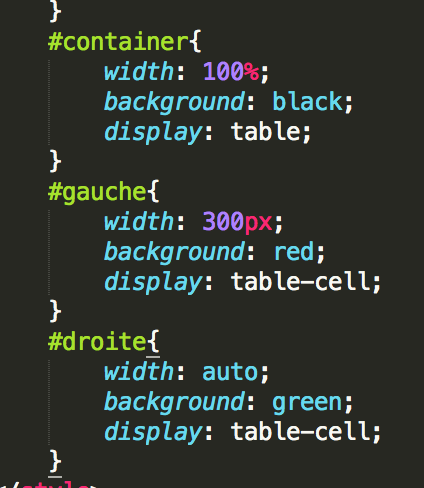 }
#container{
width: 100%;
background: black;
display: table;
}
#gauche{
width: 300px;
background: red;
display: table-cell;
}
#droite{
width: auto;
background: green;
display: table-cell;
}
</style>